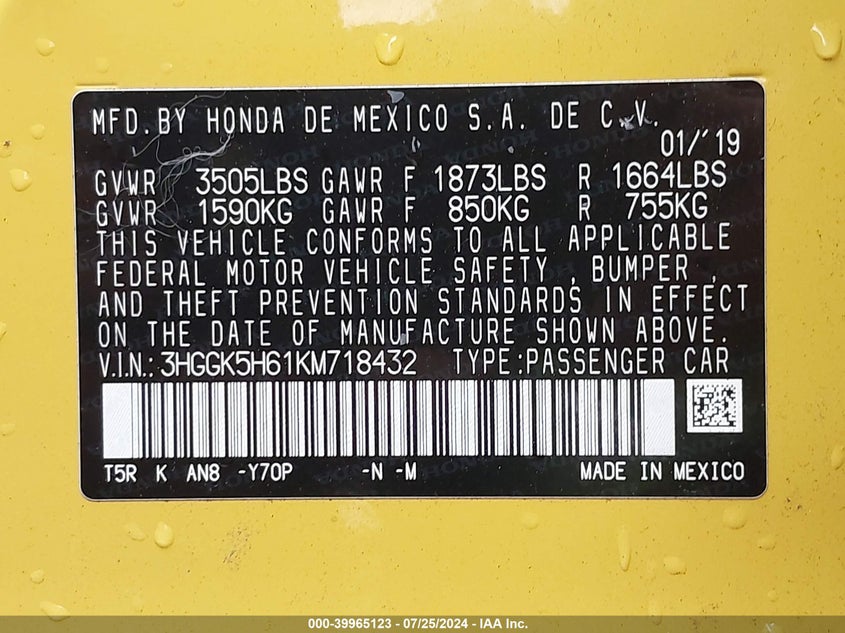 MFD.BY HONDA DE MEXICO S.A. DE C.V.
01/'19
GVWR 3505LBS GAWR F 1873LBS R 1664LBS
GVWR 1590KG GAWR F 850KG R 755KG
THIS VEHICLE CONFORMS TO ALL APPLICABLE
FEDERAL MOTOR VEHICLE SAFETY , BUMPER ,
AND THEFT PREVENTION STANDARDS IN EFFECT
ON THE DATE OF MANUFACTURE SHOWN ABOVE.
V.I.N.: 3HGGK5H61KM718432 TYPE:PASSENGER CAR
T5R K AN8 -Y70P -N -M MADE IN MEXICO
000-39965123 - 07/25/2024 - IAA Inc.